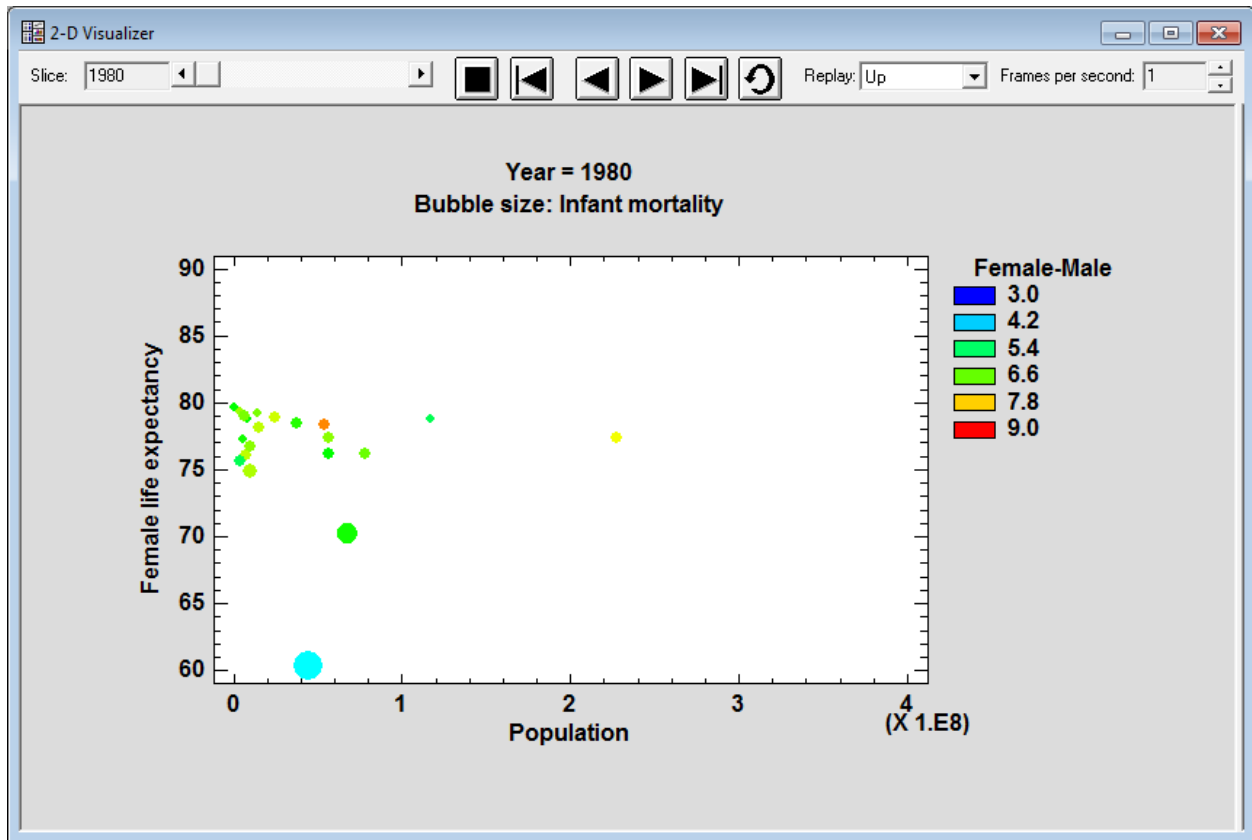 2-D Visualizer
Slice: 1980 Replay: Up Frames per second: 1
Year = 1980
Bubble size: Infant mortality
90
85
80
75
70
65
60
Female life expectancy
0 1 2 3 4
(X 1.E8)
Population
Female-Male
3.0
4.2
5.4
6.6
7.8
9.0